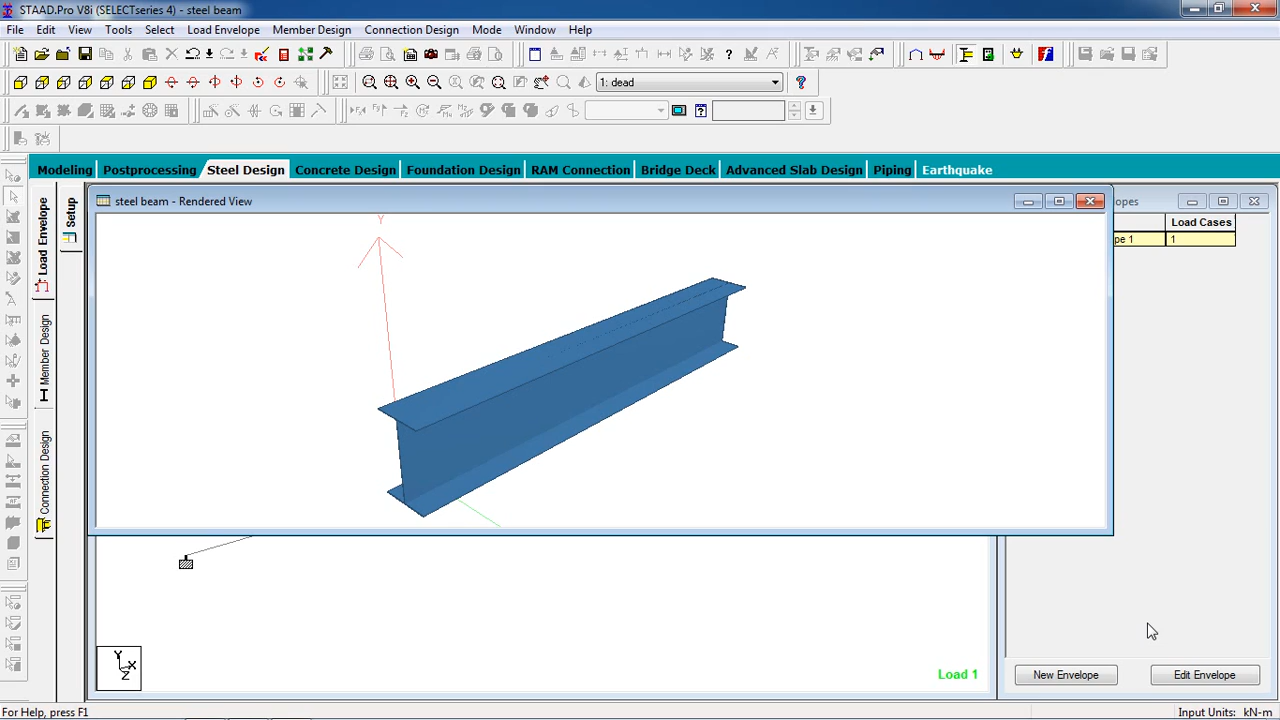 STAAD.Pro V8i (SELECTseries 4) - steel beam
File Edit View Tools Select Load Envelope Member Design Connection Design Mode Window Help
1: dead
Modeling Postprocessing Steel Design Concrete Design Foundation Design RAM Connection Bridge Deck Advanced Slab Design Piping Earthquake
Load Envelope
Member Design
Connection Design
Setup
steel beam - Rendered View
Y
opes
Load Cases
pe 1 1
Y
X
Z
Load 1
New Envelope Edit Envelope
For Help, press F1 Input Units: kN-m